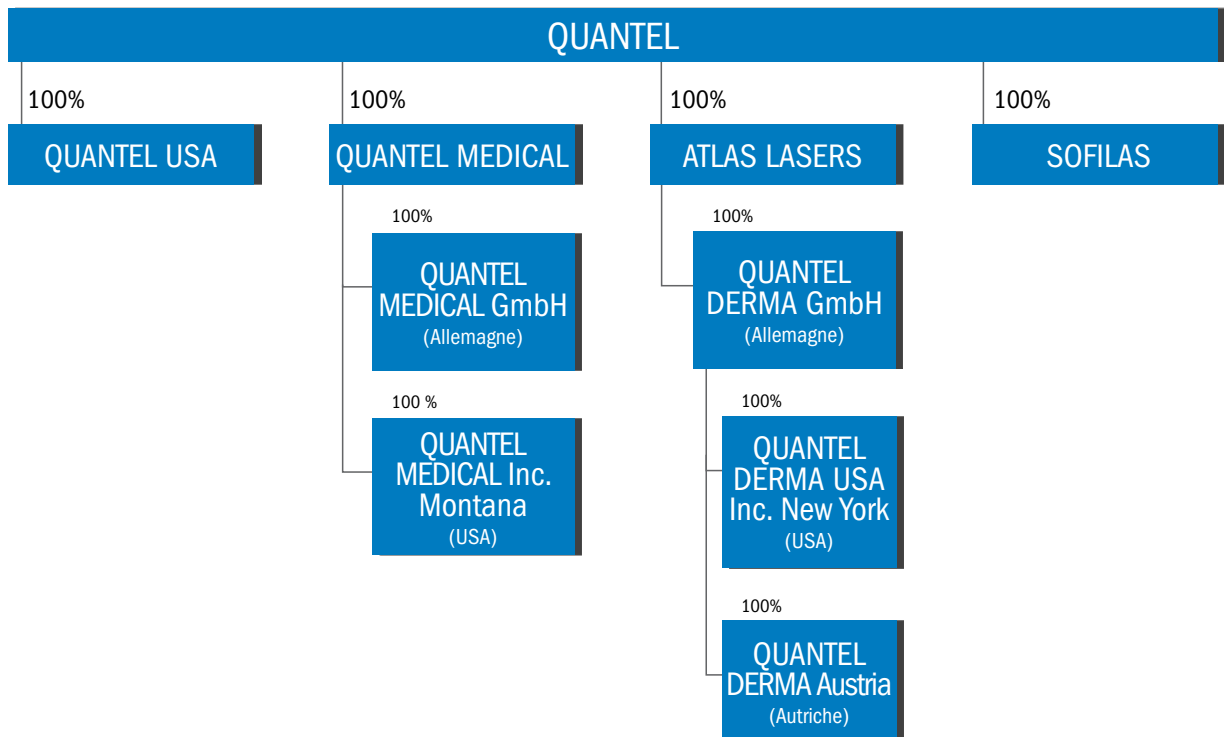 QUANTEL
100%
100%
100%
100%
QUANTEL USA
QUANTEL MEDICAL
ATLAS LASERS
SOFILAS
100%
QUANTEL
MEDICAL GmbH
(Allemagne)
100 %
QUANTEL
MEDICAL Inc.
Montana
(USA)
100%
QUANTEL
DERMA GmbH
(Allemagne)
100%
QUANTEL
DERMA USA
Inc. New York
(USA)
100%
QUANTEL
DERMA Austria
(Autriche)